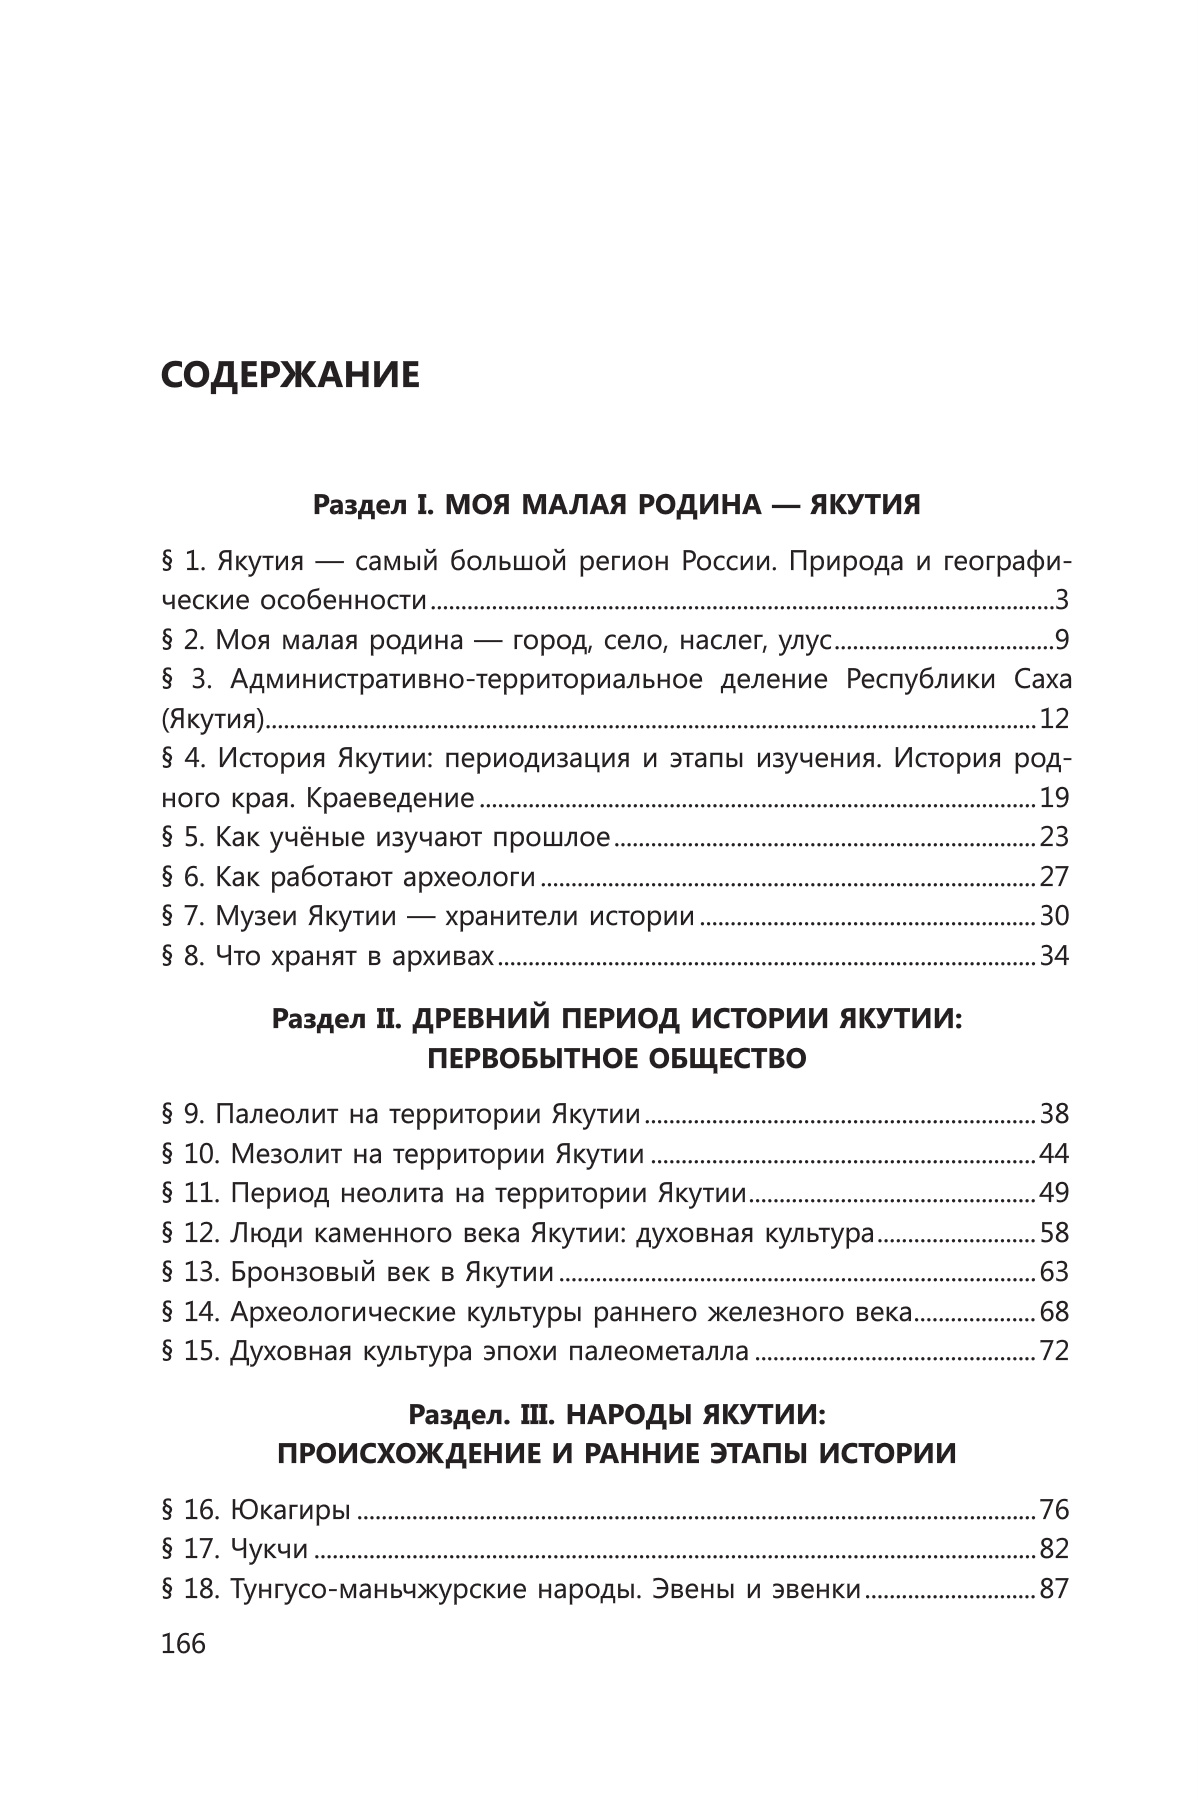 СОДЕРЖАНИЕ
Раздел I. МОЯ МАЛАЯ РОДИНА — ЯКУТИЯ
§ 1. Якутия — самый большой регион России. Природа и географи-
ческие особенности....................3
§ 2. Моя малая родина — город, село, наслег, улус....................9
§ 3. Административно-территориальное деление Республики Саха
(Якутия)....................12
§ 4. История Якутии: периодизация и этапы изучения. История род-
ного края. Краеведение....................19
§ 5. Как учёные изучают прошлое....................23
§ 6. Как работают археологи....................27
§ 7. Музеи Якутии — хранители истории....................30
§ 8. Что хранят в архивах....................34
Раздел II. ДРЕВНИЙ ПЕРИОД ИСТОРИИ ЯКУТИИ:
ПЕРВОБЫТНОЕ ОБЩЕСТВО
§ 9. Палеолит на территории Якутии....................38
§ 10. Мезолит на территории Якутии....................44
§ 11. Период неолита на территории Якутии....................49
§ 12. Люди каменного века Якутии: духовная культура....................58
§ 13. Бронзовый век в Якутии....................63
§ 14. Археологические культуры раннего железного века....................68
§ 15. Духовная культура эпохи палеометалла....................72
Раздел. III. НАРОДЫ ЯКУТИИ:
ПРОИСХОЖДЕНИЕ И РАННИЕ ЭТАПЫ ИСТОРИИ
§ 16. Юкагиры....................76
§ 17. Чукчи....................82
§ 18. Тунгусо-маньчжурские народы. Эвены и эвенки....................87
166